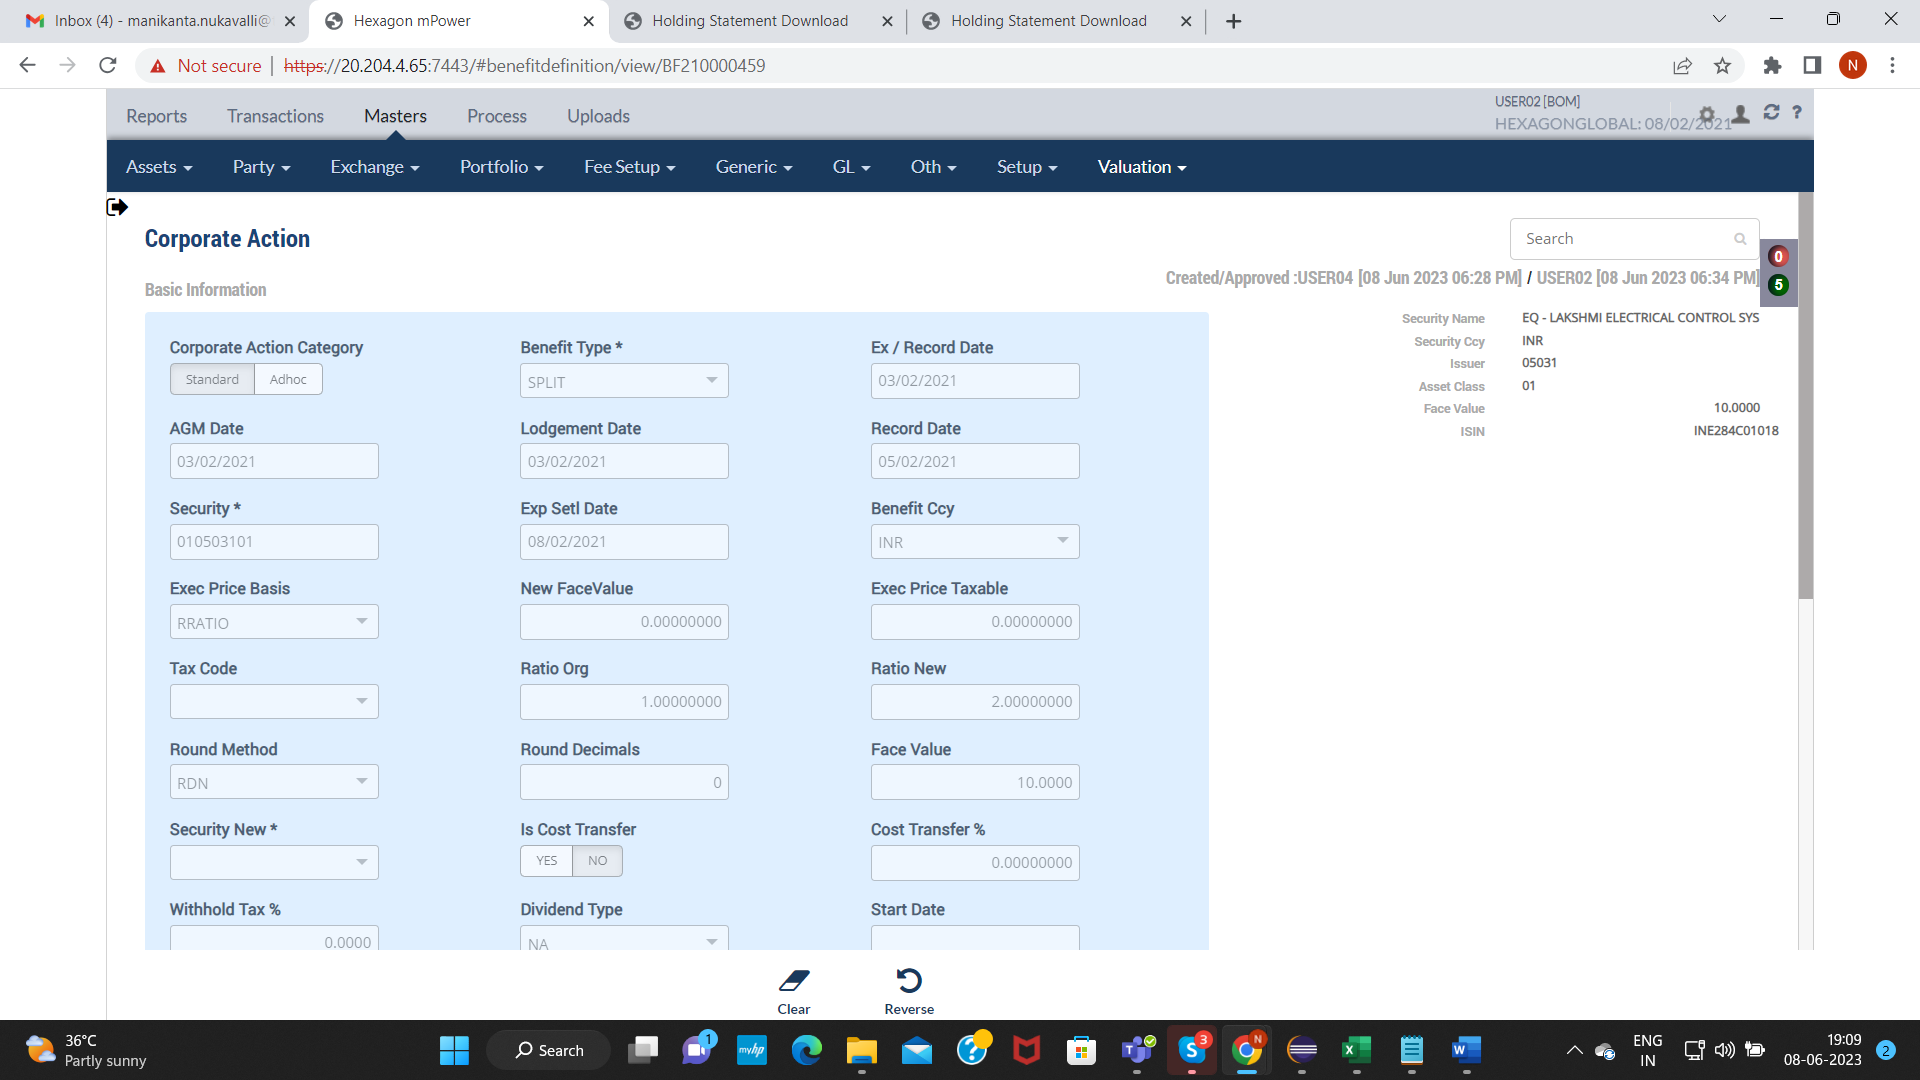 Inbox (4) - manikanta.nukavalli@
Hexagon mPower
Holding Statement Download
Holding Statement Download
Not secure
https://20.204.4.65:7443/#benefitdefinition/view/BF210000459
N
Reports Transactions Masters Process Uploads
USER02 [BOM]
HEXAGONGLOBAL: 08/02/2021
?
Assets Party Exchange Portfolio Fee Setup Generic GL Oth Setup Valuation
Corporate Action
Search
0
5
Created/Approved :USER04 [08 Jun 2023 06:28 PM] / USER02 [08 Jun 2023 06:34 PM]
Basic Information
Security Name EQ - LAKSHMI ELECTRICAL CONTROL SYS
Security Ccy INR
Issuer 05031
Asset Class 01
Face Value 10.0000
ISIN INE284C01018
Corporate Action Category Benefit Type * Ex / Record Date
Standard Adhoc SPLIT 03/02/2021
AGM Date Lodgement Date Record Date
03/02/2021 03/02/2021 05/02/2021
Security * Exp Setl Date Benefit Ccy
010503101 08/02/2021 INR
Exec Price Basis New FaceValue Exec Price Taxable
RRATIO 0.00000000 0.00000000
Tax Code Ratio Org Ratio New
1.00000000 2.00000000
Round Method Round Decimals Face Value
RDN 0 10.0000
Security New * Is Cost Transfer Cost Transfer %
YES NO 0.00000000
Withhold Tax % Dividend Type Start Date
0.0000 NA
Clear Reverse
36°C
Partly sunny
Search
1
myhp
?
T
S
3
N
X
W
ENG
IN
19:09
08-06-2023
2